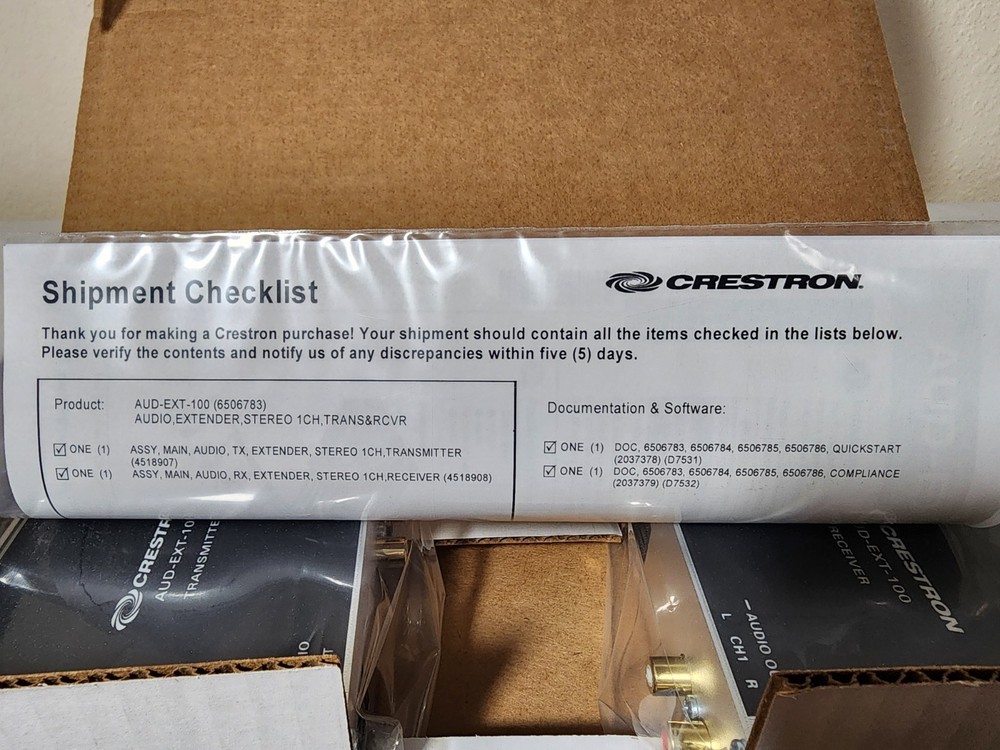 Shipment Checklist
CRESTRON.
Thank you for making a Crestron purchase! Your shipment should contain all the items checked in the lists below.
Please verify the contents and notify us of any discrepancies within five (5) days.
Product: AUD-EXT-100 (6506783)
AUDIO,EXTENDER,STEREO 1CH,TRANS&RCVR
ONE (1) ASSY, MAIN, AUDIO, TX, EXTENDER, STEREO 1CH,TRANSMITTER
(4518907)
ONE (1) ASSY, MAIN, AUDIO, RX, EXTENDER, STEREO 1CH,RECEIVER (4518908)
Documentation & Software:
ONE (1) DOC, 6506783, 6506784, 6506785, 6506786, QUICKSTART
(2037378) (D7531)
ONE (1) DOC, 6506783, 6506784, 6506785, 6506786, COMPLIANCE
(2037379) (D7532)
CRESTR
AUD-EXT-10
TRANSMITTE
CRESTRON
D-EXT-100
RECEIVER
AUDIO O
L CH1 R